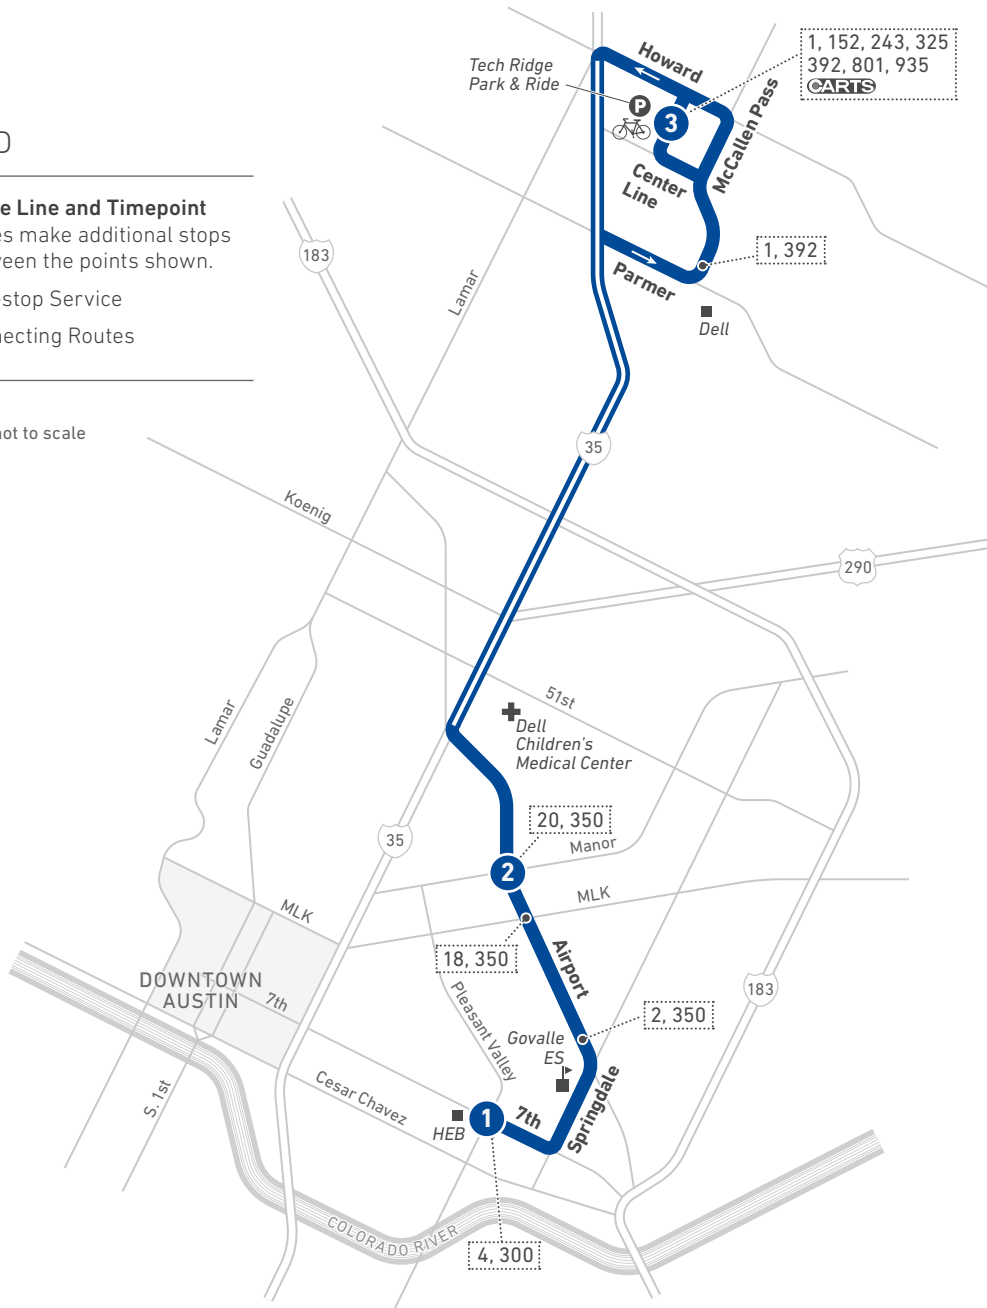 D
e Line and Timepoint
es make additional stops
ween the points shown.
-stop Service
necting Routes
not to scale
Howard
Tech Ridge
Park & Ride
P
3
1, 152, 243, 325
392, 801, 935
CARTS
McCallen Pass
Center
Line
183
1, 392
Parmer
Lamar
Dell
35
Koenig
290
51st
Lamar
Guadalupe
Dell
Children's
Medical Center
20, 350
Manor
35
2
MLK
MLK
18, 350
Airport
DOWNTOWN
AUSTIN
7th
183
Pleasant Valley
2, 350
Govalle
ES
Springdale
S. 1st
Cesar Chavez
HEB
1
7th
COLORADO RIVER
4, 300